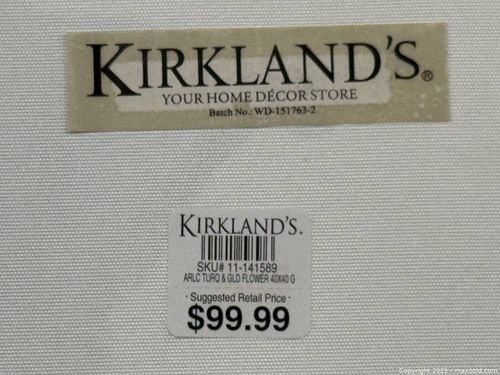 KIRKLAND'S®
YOUR HOME DÉCOR STORE
Batch No.: WD-151763-2
KIRKLAND'S.
SKU# 11-141589
ARLC TURQ & GLD FLOWER 40X40 G
· Suggested Retail Price ·
$99.99
Copyright 2025 - maxsold.com